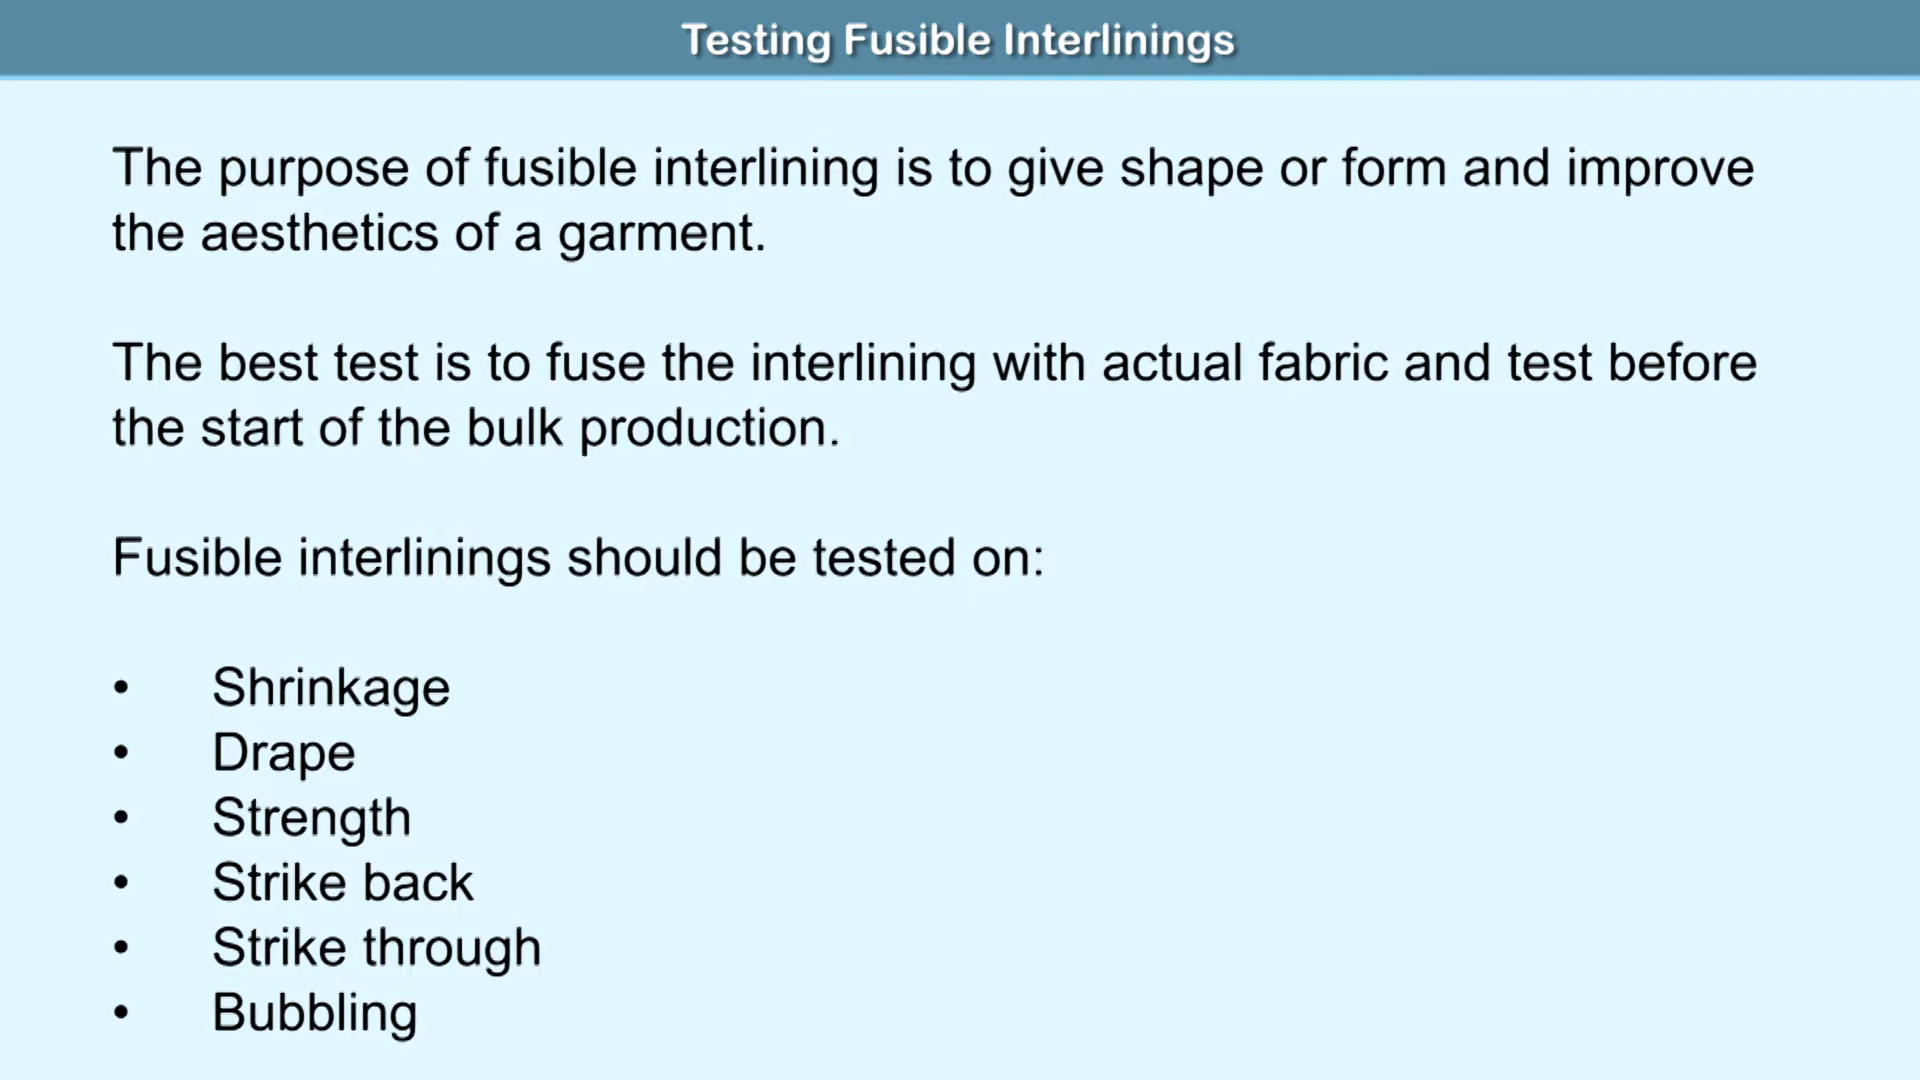 Testing Fusible Interlinings
The purpose of fusible interlining is to give shape or form and improve
the aesthetics of a garment.
The best test is to fuse the interlining with actual fabric and test before
the start of the bulk production.
Fusible interlinings should be tested on:
• Shrinkage
• Drape
• Strength
• Strike back
• Strike through
• Bubbling